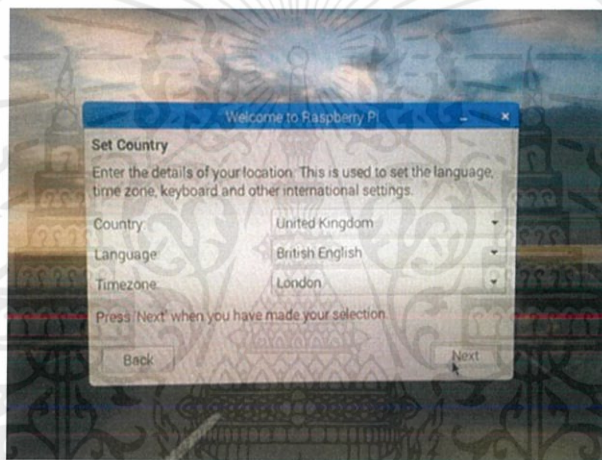 Welcome to Raspberry Pi
Set Country
Enter the details of your location. This is used to set the language,
time zone, keyboard and other international settings.
Country: United Kingdom
Language: British English
Timezone: London
Press 'Next' when you have made your selection.
Back Next